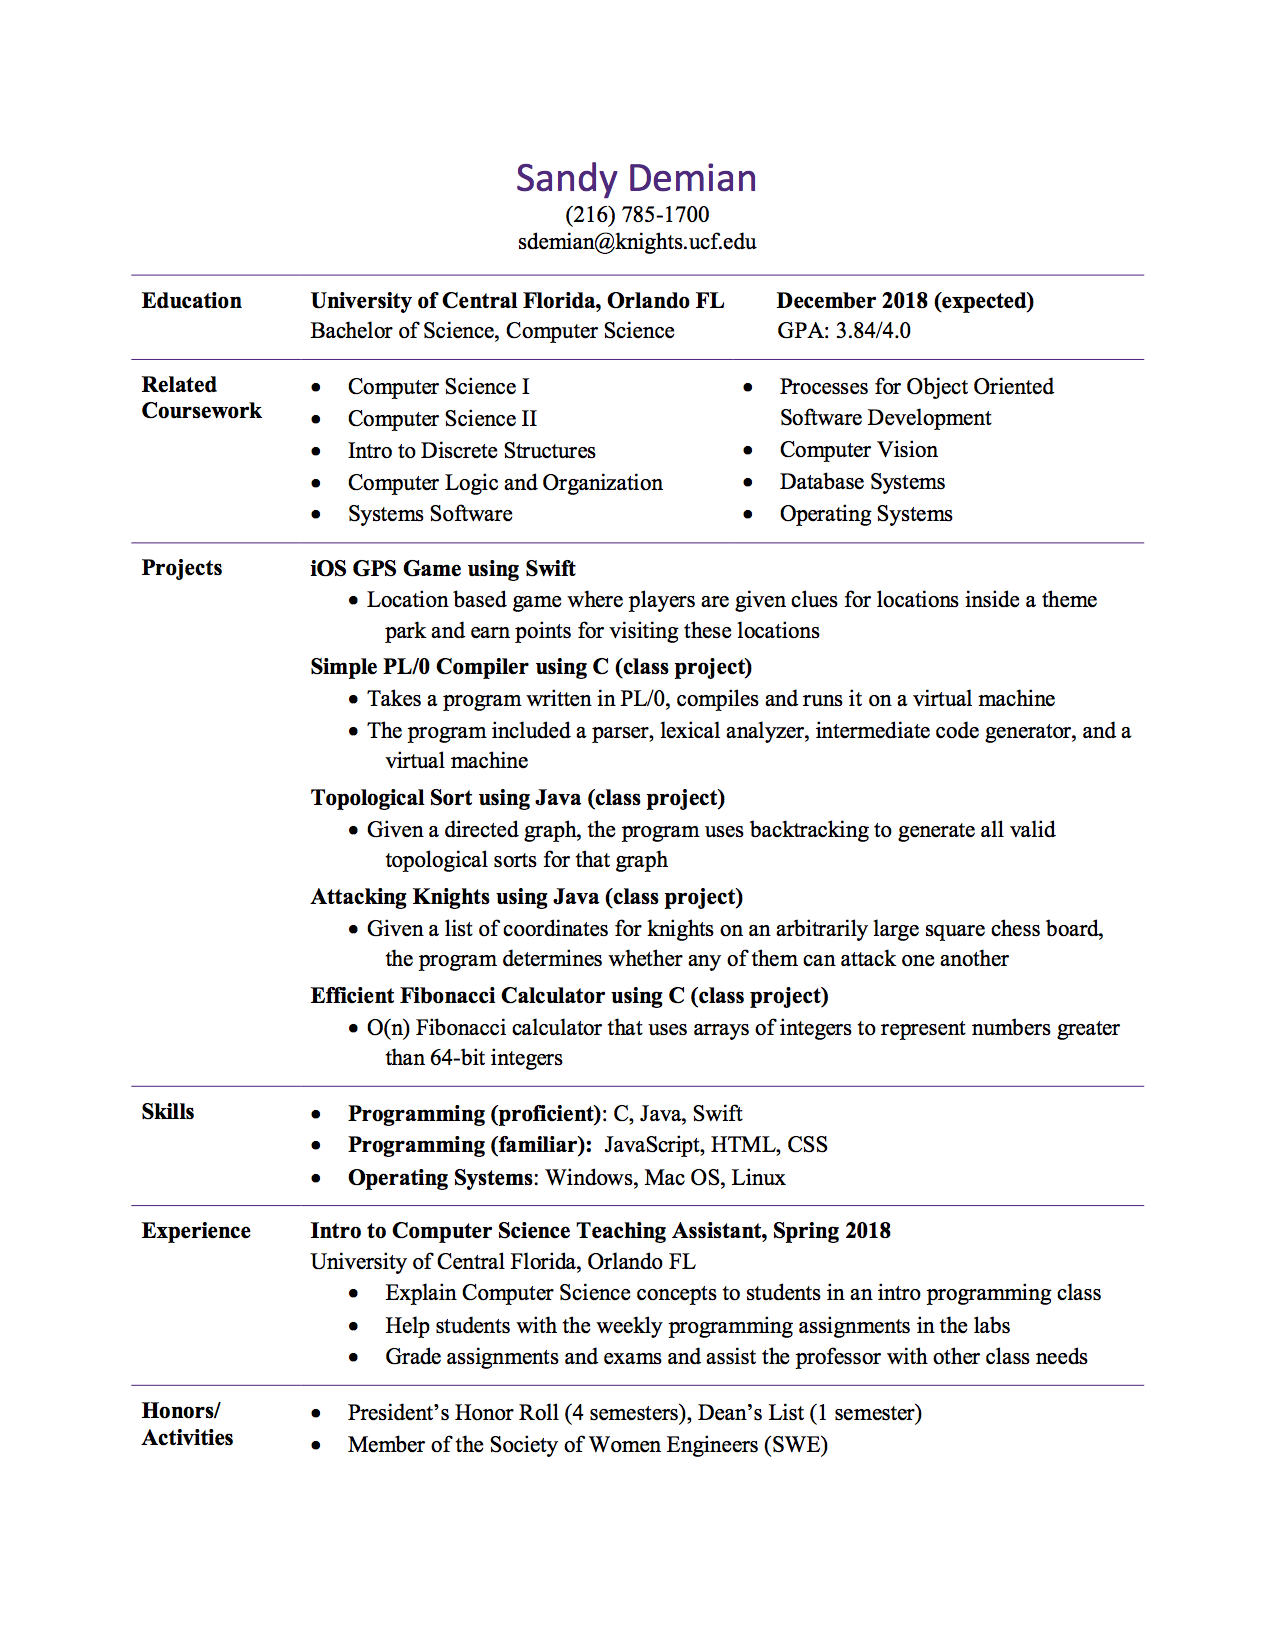 Sandy Demian
(216) 785-1700
sdemian@knights.ucf.edu
Education
University of Central Florida, Orlando FL
December 2018 (expected)
Bachelor of Science, Computer Science
GPA: 3.84/4.0
Related
Coursework
• Computer Science I
• Computer Science II
• Intro to Discrete Structures
• Computer Logic and Organization
• Systems Software
• Processes for Object Oriented
Software Development
• Computer Vision
• Database Systems
• Operating Systems
Projects
iOS GPS Game using Swift
• Location based game where players are given clues for locations inside a theme
park and earn points for visiting these locations
Simple PL/0 Compiler using C (class project)
• Takes a program written in PL/0, compiles and runs it on a virtual machine
• The program included a parser, lexical analyzer, intermediate code generator, and a
virtual machine
Topological Sort using Java (class project)
• Given a directed graph, the program uses backtracking to generate all valid
topological sorts for that graph
Attacking Knights using Java (class project)
• Given a list of coordinates for knights on an arbitrarily large square chess board,
the program determines whether any of them can attack one another
Efficient Fibonacci Calculator using C (class project)
• O(n) Fibonacci calculator that uses arrays of integers to represent numbers greater
than 64-bit integers
Skills
• Programming (proficient): C, Java, Swift
• Programming (familiar): JavaScript, HTML, CSS
• Operating Systems: Windows, Mac OS, Linux
Experience
Intro to Computer Science Teaching Assistant, Spring 2018
University of Central Florida, Orlando FL
• Explain Computer Science concepts to students in an intro programming class
• Help students with the weekly programming assignments in the labs
• Grade assignments and exams and assist the professor with other class needs
Honors/
Activities
• President’s Honor Roll (4 semesters), Dean’s List (1 semester)
• Member of the Society of Women Engineers (SWE)